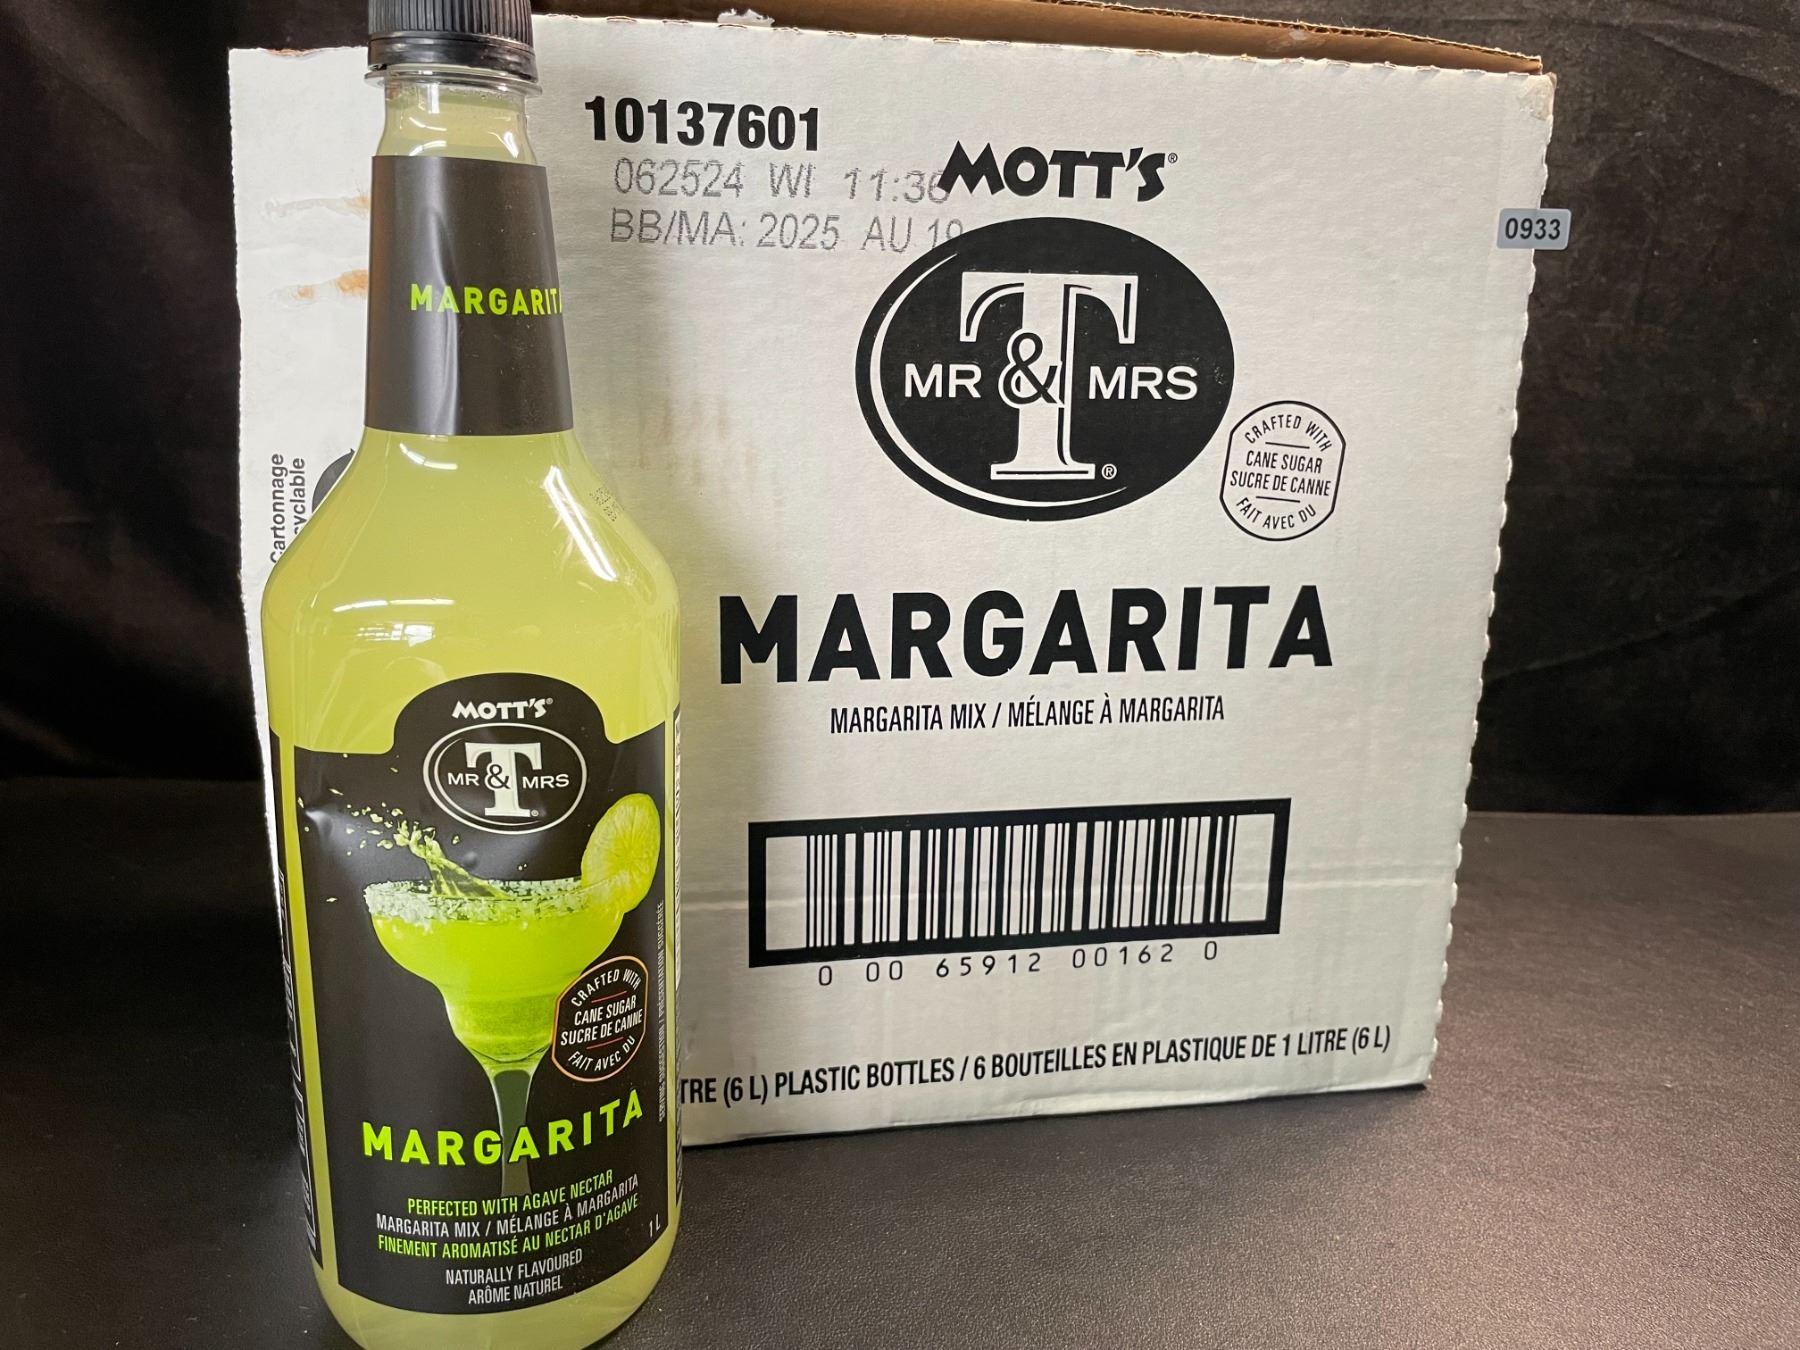 10137601
062524 WI 11:36
BB/MA: 2025 AU 19
MOTT'S®
MR & MRS
T®
CRAFTED WITH
CANE SUGAR
SUCRE DE CANNE
FAIT AVEC DU
0933
MARGARITA
MARGARITA MIX / MÉLANGE À MARGARITA
0 00 65912 00162 0
TRE (6 L) PLASTIC BOTTLES / 6 BOUTEILLES EN PLASTIQUE DE 1 LITRE (6 L)
Cartonnage
yclable
MARGARITA
MOTT'S®
MR & MRS
T®
CRAFTED WITH
CANE SUGAR
SUCRE DE CANNE
FAIT AVEC DU
MARGARITA
PERFECTED WITH AGAVE NECTAR
MARGARITA MIX / MÉLANGE À MARGARITA
FINEMENT AROMATISÉ AU NECTAR D'AGAVE
1 L
NATURALLY FLAVOURED
ARÔME NATUREL